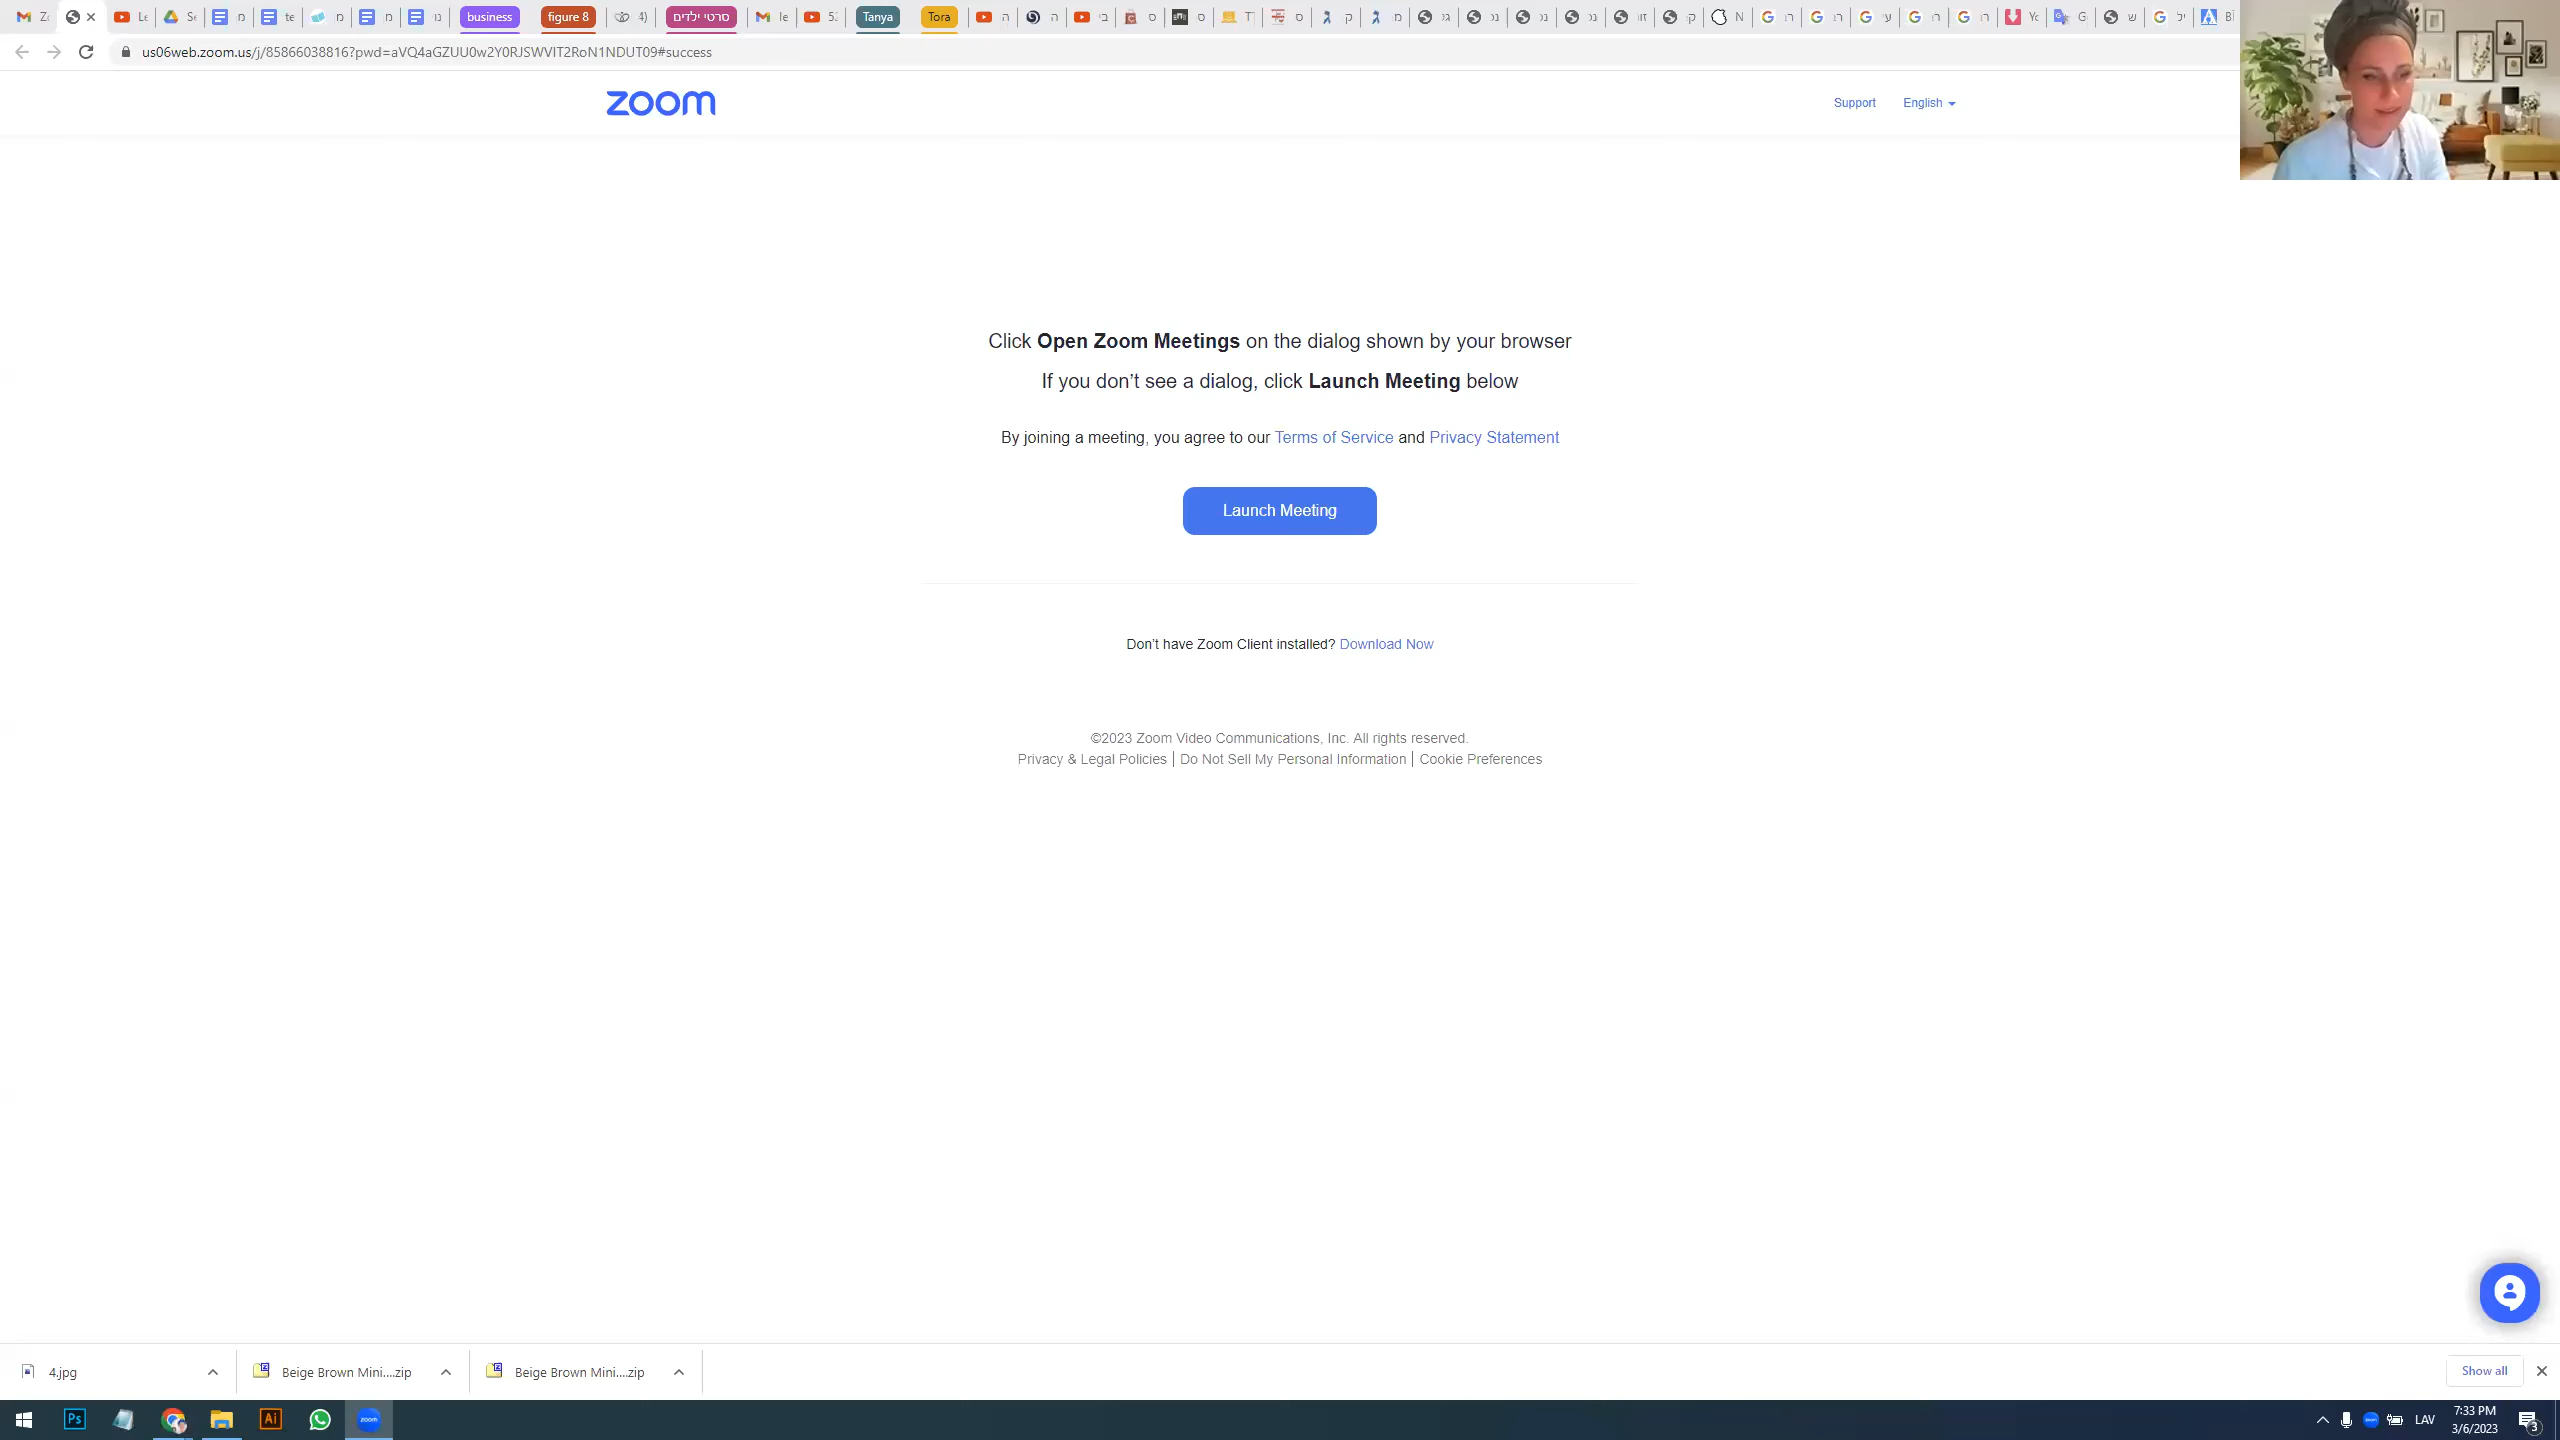 business
figure 8
4)
סרטי ילדים
Tanya
Tora
us06web.zoom.us/j/85866038816?pwd=aVQ4aGZUU0w2Y0RJSWVIT2RoN1NDUT09#success
zoom
Support
English
Click Open Zoom Meetings on the dialog shown by your browser
If you don’t see a dialog, click Launch Meeting below
By joining a meeting, you agree to our Terms of Service and Privacy Statement
Launch Meeting
Don’t have Zoom Client installed? Download Now
©2023 Zoom Video Communications, Inc. All rights reserved.
Privacy & Legal Policies | Do Not Sell My Personal Information | Cookie Preferences
4.jpg
Beige Brown Mini....zip
Beige Brown Mini....zip
Show all
Ps
Ai
zoom
LAV
7:33 PM
3/6/2023
3